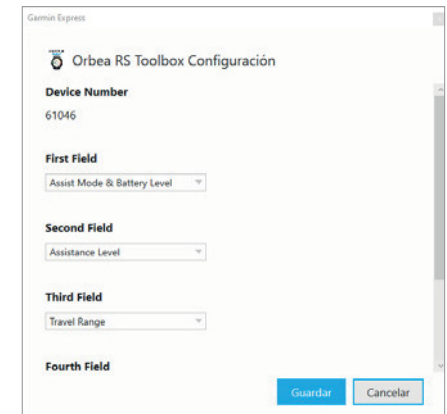 Garmin Express
Orbea RS Toolbox Configuración
Device Number
61046
First Field
Assist Mode & Battery Level
Second Field
Assistance Level
Third Field
Travel Range
Fourth Field
Guardar
Cancelar